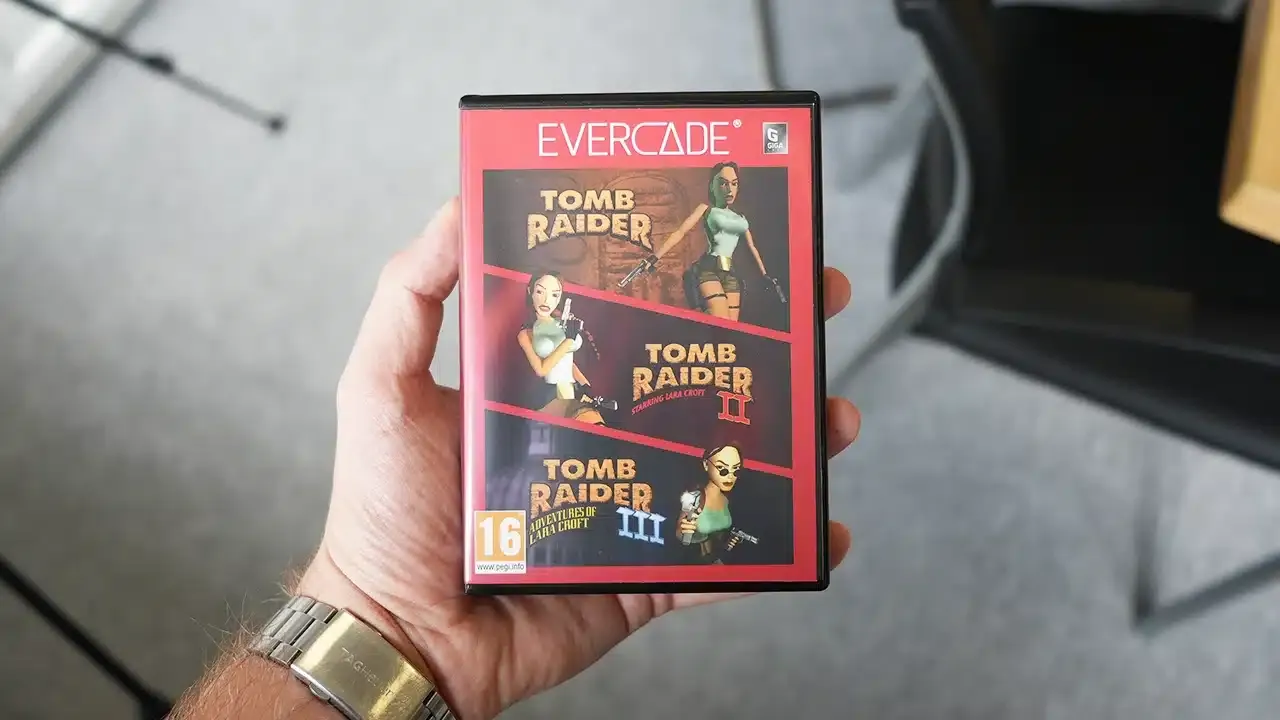 EVERCADE®
G
GIGA
TOMB
RAIDER
TOMB
RAIDER
STARRING LARA CROFT
II
TOMB
RAIDER
ADVENTURES OF
LARA CROFT
III
16
www.pegi.info